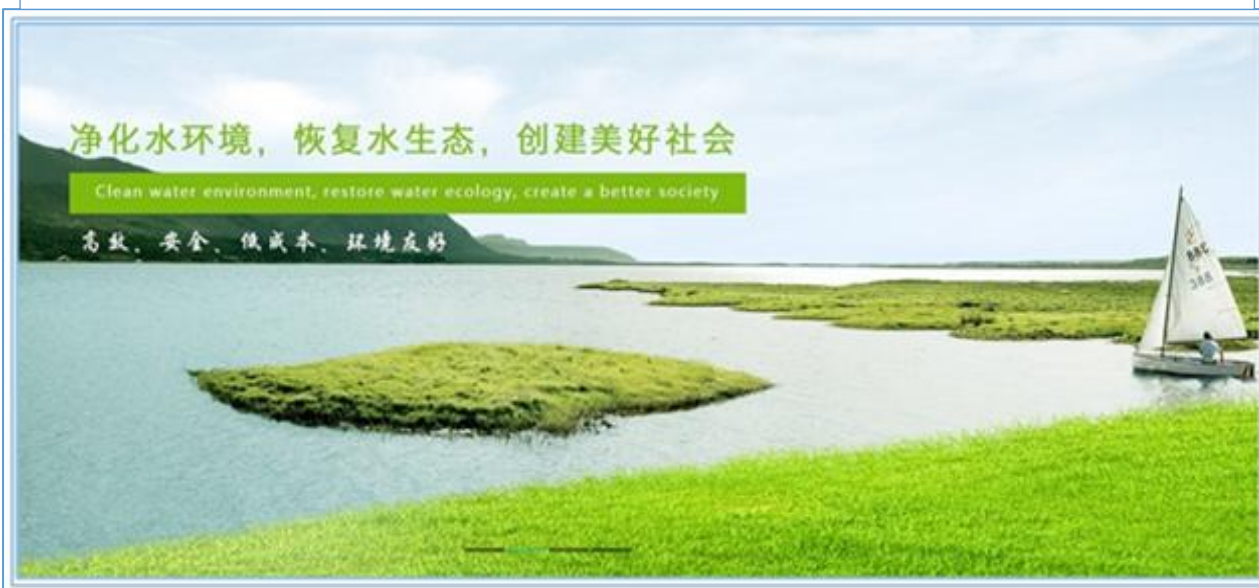 净化水环境，恢复水生态，创建美好社会
Clean water environment, restore water ecology, create a better society
高效、安全、低成本、环境友好
388